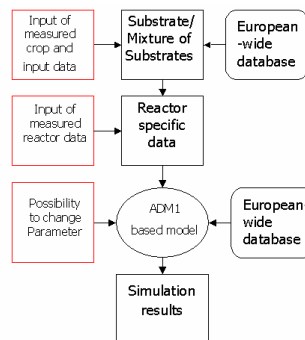 Input of
measured
crop and
input data
Substrate/
Mixture of
Substrates
European
-wide
database
Input of
measured
reactor data
Reactor
specific
data
Possibility
to change
Parameter
ADM1
based model
European-
wide
database
Simulation
results